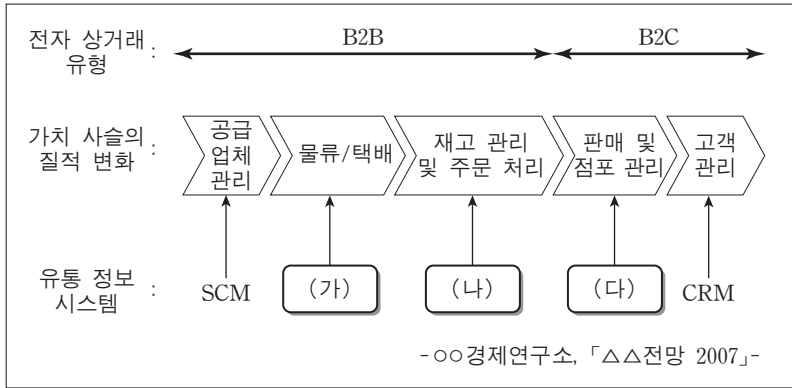 전자 상거래
유형 :
B2B
B2C
가치 사슬의
질적 변화 :
공급
업체
관리
물류/택배
재고 관리
및 주문 처리
판매 및
점포 관리
고객
관리
유통 정보
시스템 :
SCM
(가)
(나)
(다)
CRM
-○○경제연구소, 「△△전망 2007」-